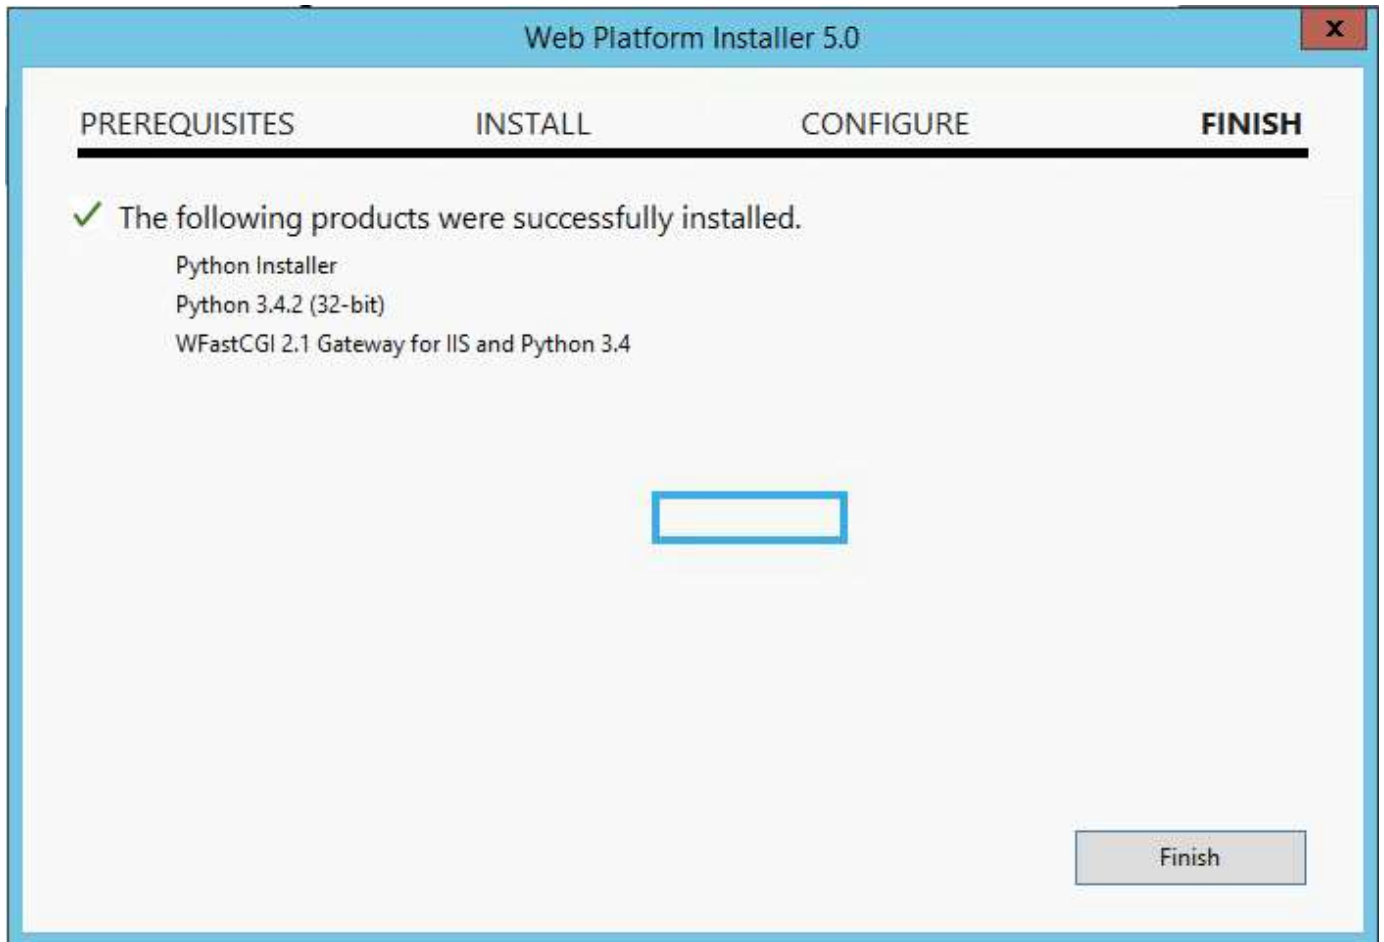 Web Platform Installer 5.0
X
PREREQUISITES INSTALL CONFIGURE FINISH
The following products were successfully installed.
Python Installer
Python 3.4.2 (32-bit)
WFastCGI 2.1 Gateway for IIS and Python 3.4
Finish